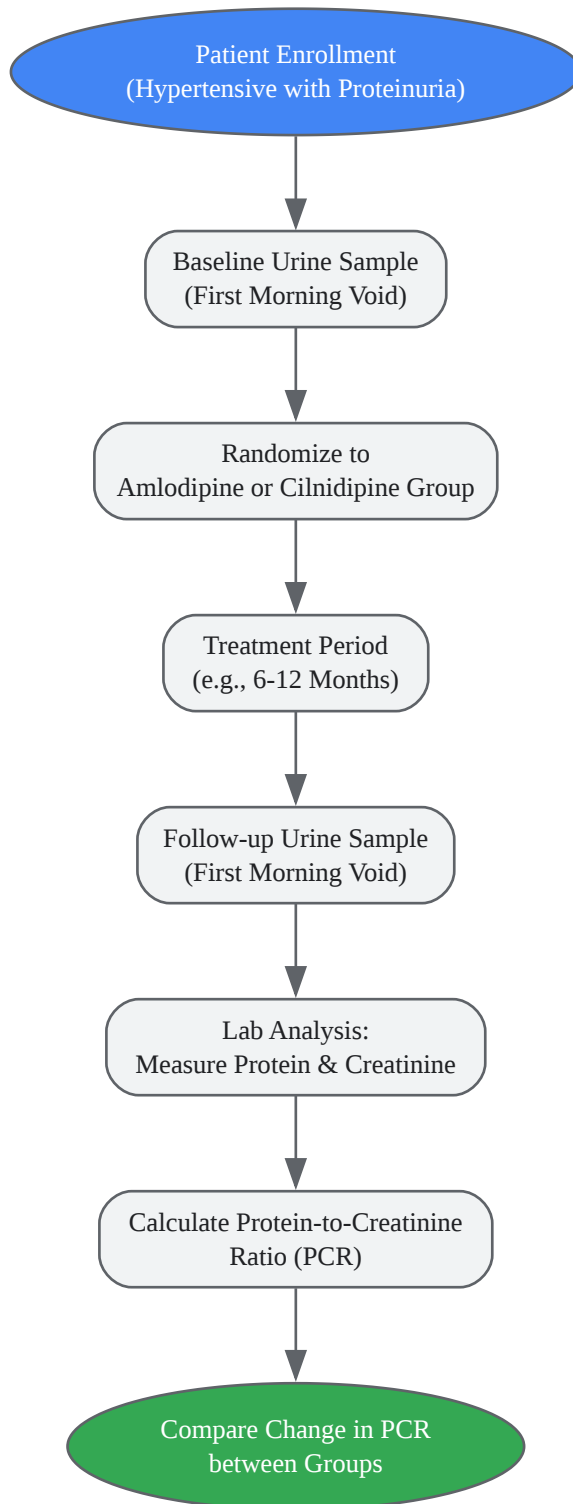 Patient Enrollment
(Hypertensive with Proteinuria)
Baseline Urine Sample
(First Morning Void)
Randomize to
Amlodipine or Cilnidipine Group
Treatment Period
(e.g., 6-12 Months)
Follow-up Urine Sample
(First Morning Void)
Lab Analysis:
Measure Protein & Creatinine
Calculate Protein-to-Creatinine
Ratio (PCR)
Compare Change in PCR
between Groups